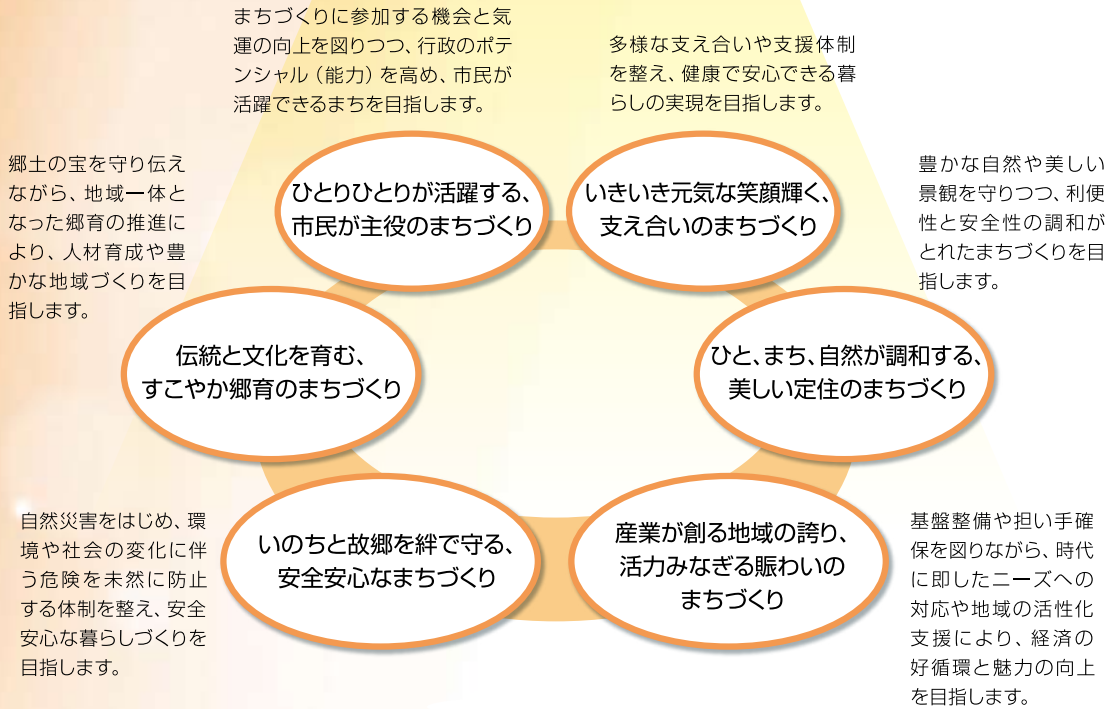 まちづくりに参加する機会と気
運の向上を図りつつ、行政のポテ
ンシャル（能力）を高め、市民が
活躍できるまちを目指します。
多様な支え合いや支援体制
を整え、健康で安心できる暮
らしの実現を目指します。
ひとりひとりが活躍する、
市民が主役のまちづくり
いきいき元気な笑顔輝く、
支え合いのまちづくり
郷土の宝を守り伝え
ながら、地域一体と
なった郷育の推進に
より、人材育成や豊
かな地域づくりを目
指します。
豊かな自然や美しい
景観を守りつつ、利便
性と安全性の調和が
とれたまちづくりを目
指します。
伝統と文化を育む、
すこやか郷育のまちづくり
ひと、まち、自然が調和する、
美しい定住のまちづくり
自然災害をはじめ、環
境や社会の変化に伴
う危険を未然に防止
する体制を整え、安全
安心な暮らしづくりを
目指します。
いのちと故郷を絆で守る、
安全安心なまちづくり
産業が創る地域の誇り、
活力みなぎる賑わいの
まちづくり
基盤整備や担い手確
保を図りながら、時代
に即したニーズへの
対応や地域の活性化
支援により、経済の
好循環と魅力の向上
を目指します。